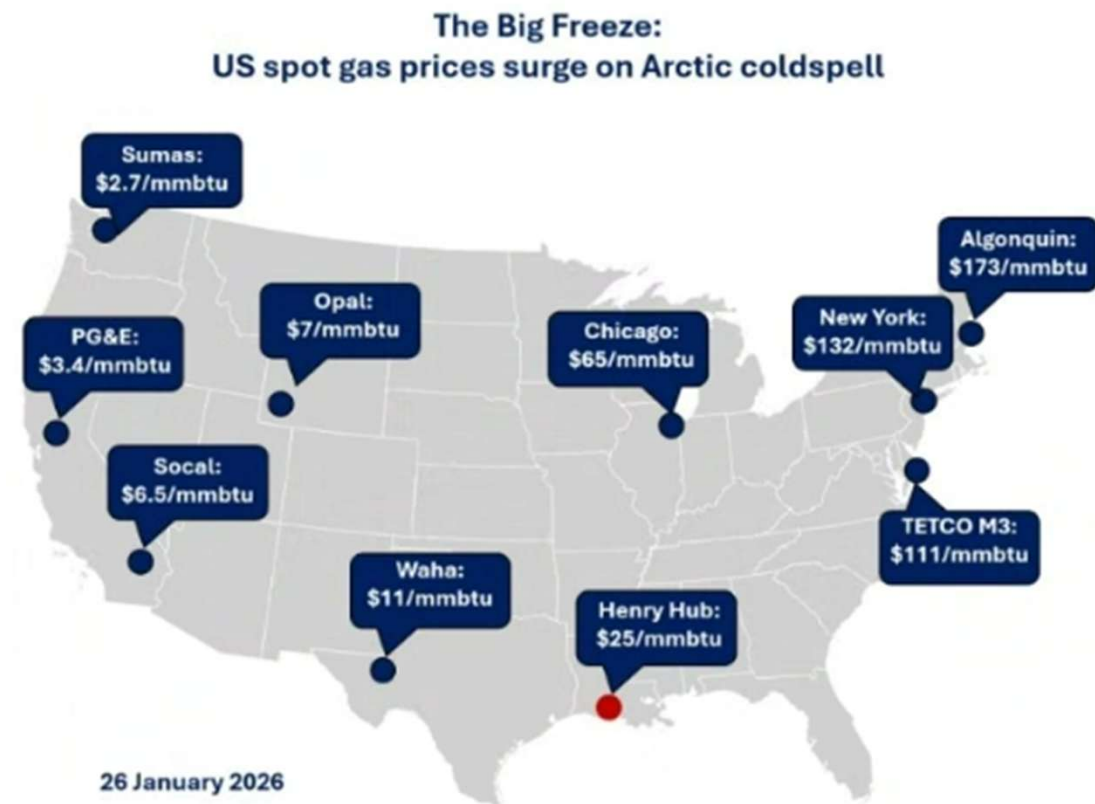 The Big Freeze:
US spot gas prices surge on Arctic coldspell
Sumas:
$2.7/mmbtu
Algonquin:
$173/mmbtu
Opal:
$7/mmbtu
New York:
$132/mmbtu
Chicago:
$65/mmbtu
PG&E:
$3.4/mmbtu
Socal:
$6.5/mmbtu
TETCO M3:
$111/mmbtu
Waha:
$11/mmbtu
Henry Hub:
$25/mmbtu
26 January 2026